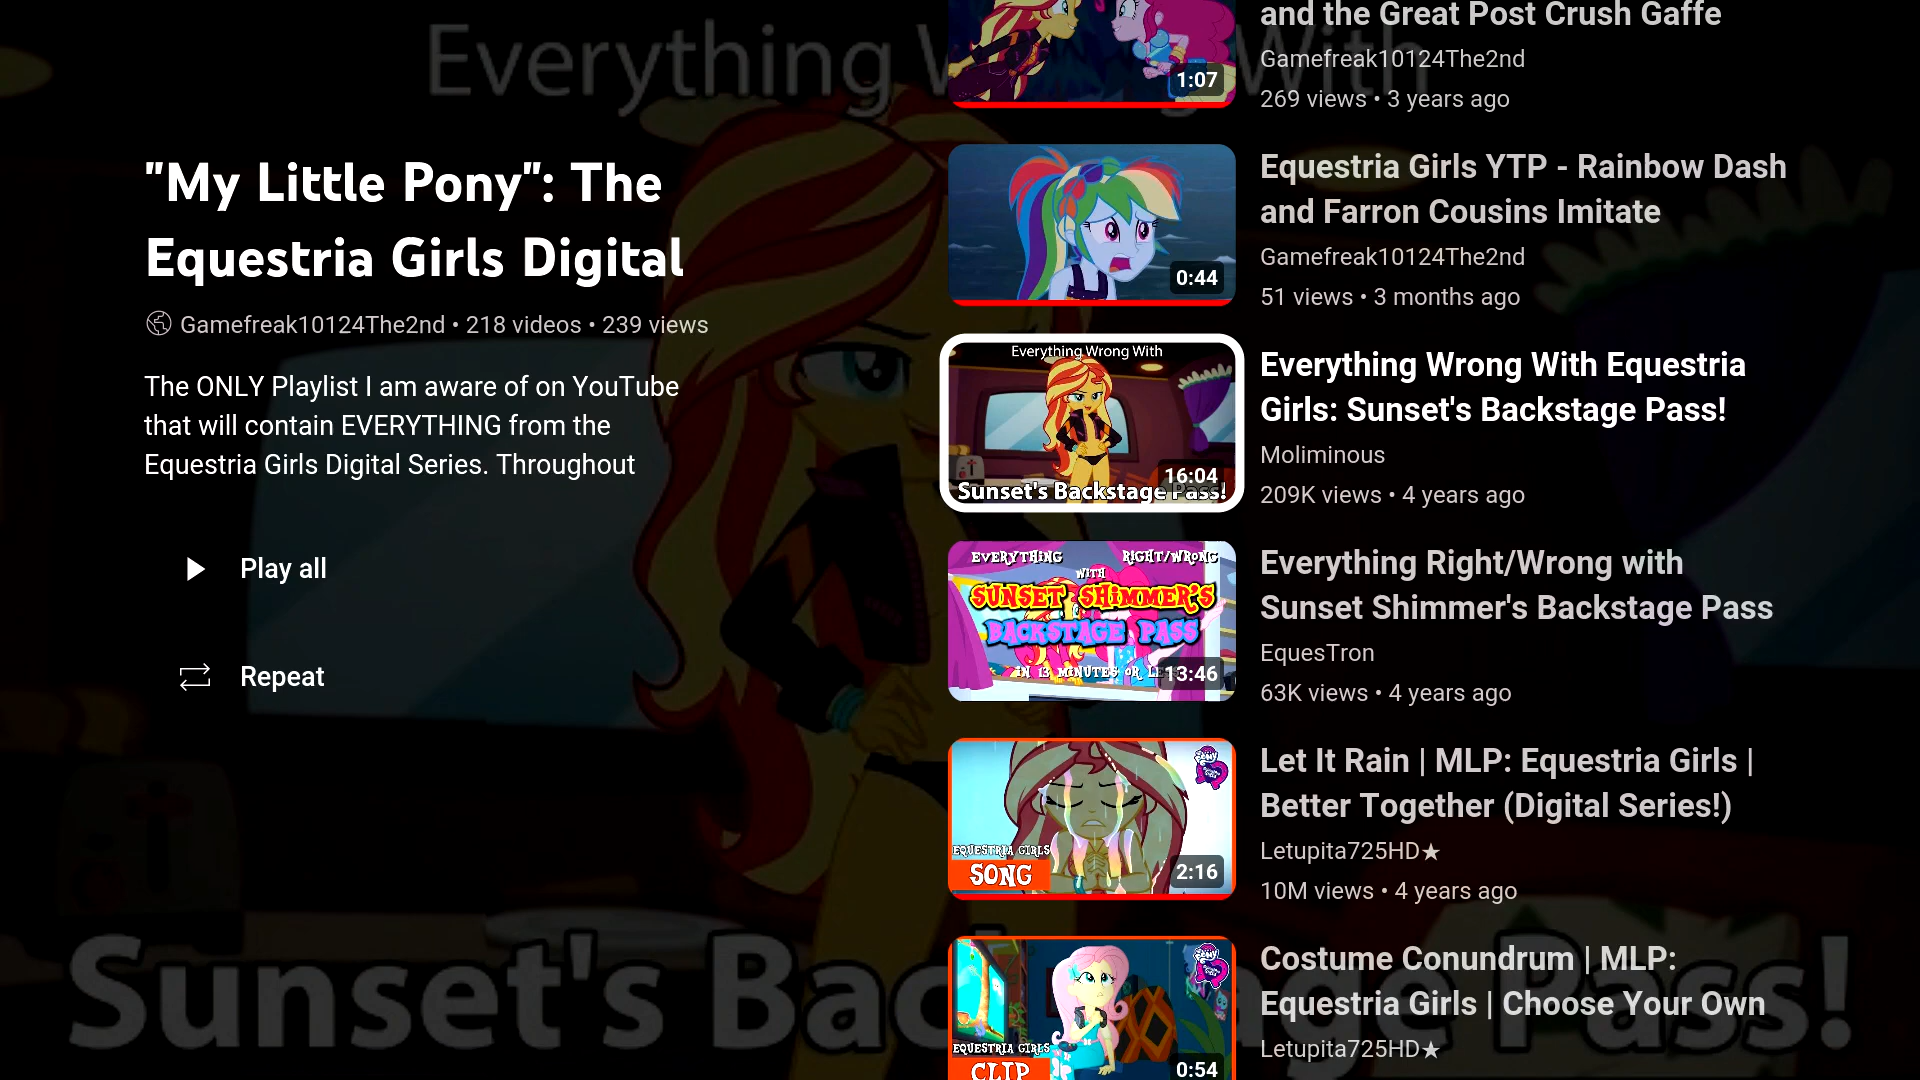 Everything Wrong With
"My Little Pony": The
Equestria Girls Digital
Gamefreak10124The2nd • 218 videos • 239 views
The ONLY Playlist I am aware of on YouTube
that will contain EVERYTHING from the
Equestria Girls Digital Series. Throughout
Play all
Repeat
Sunset's Backstage Pass!
1:07
and the Great Post Crush Gaffe
Gamefreak10124The2nd
269 views • 3 years ago
0:44
Equestria Girls YTP - Rainbow Dash
and Farron Cousins Imitate
Gamefreak10124The2nd
51 views • 3 months ago
Everything Wrong With
16:04
Sunset's Backstage Pass!
Everything Wrong With Equestria
Girls: Sunset's Backstage Pass!
Moliminous
209K views • 4 years ago
EVERYTHING RIGHT/WRONG
WITH
SUNSET SHIMMER'S
BACKSTAGE PASS
IN 13 MINUTES OR
13:46
Everything Right/Wrong with
Sunset Shimmer's Backstage Pass
EquesTron
63K views • 4 years ago
EQUESTRIA GIRLS
SONG
2:16
Let It Rain | MLP: Equestria Girls |
Better Together (Digital Series!)
Letupita725HD★
10M views • 4 years ago
EQUESTRIA GIRLS
CLIP
0:54
Costume Conundrum | MLP:
Equestria Girls | Choose Your Own
Letupita725HD★